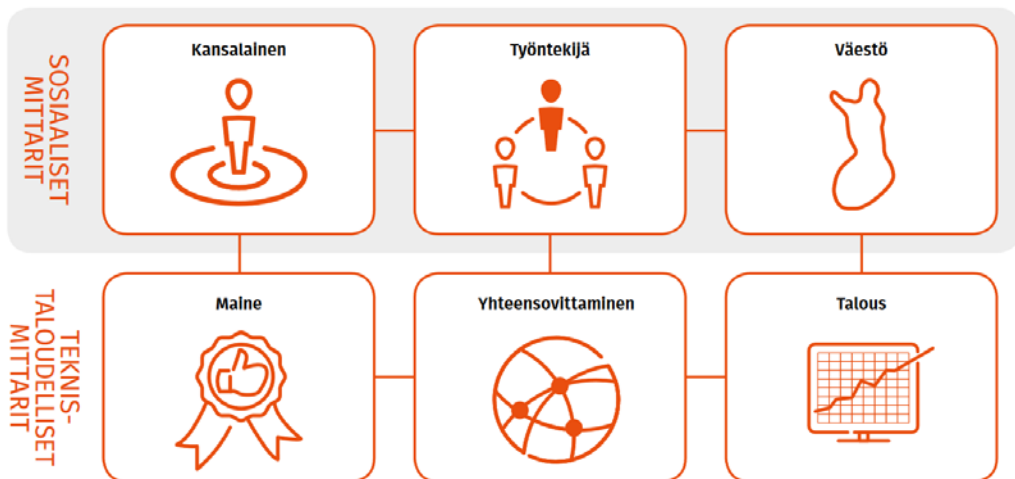 SOSIAALISET
MITTARIT
Kansalainen
Työntekijä
Väestö
TEKNIS-
TALOUDELLISET
MITTARIT
Maine
Yhteensovittaminen
Talous